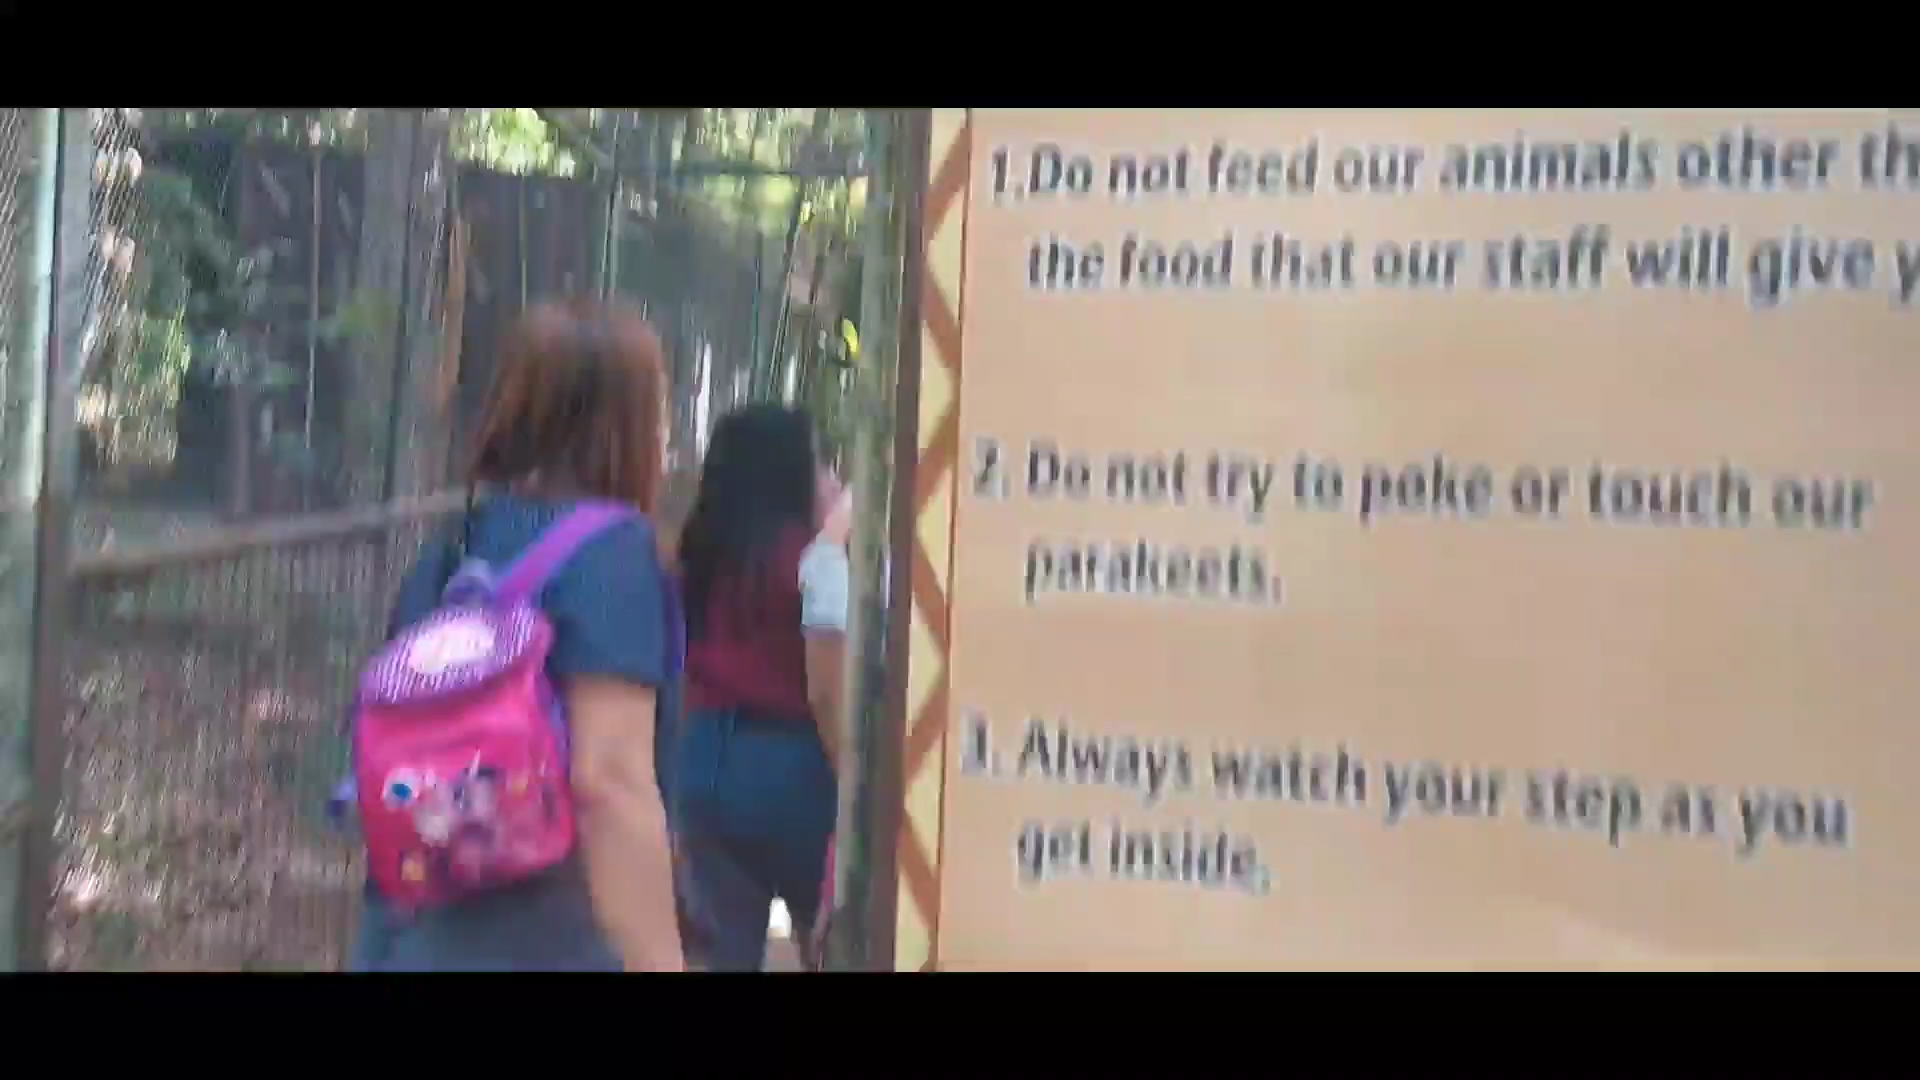 1.Do not feed our animals other th
the food that our staff will give y
2. Do not try to poke or touch our
parakeets.
3. Always watch your step as you
get inside.